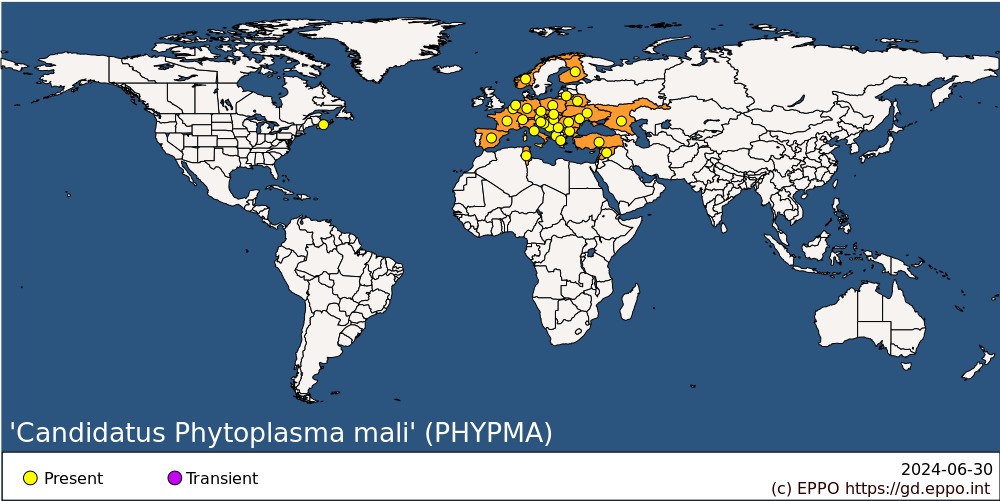 'Candidatus Phytoplasma mali' (PHYPMA)
Present
Transient
2024-06-30
(c) EPPO https://gd.eppo.int